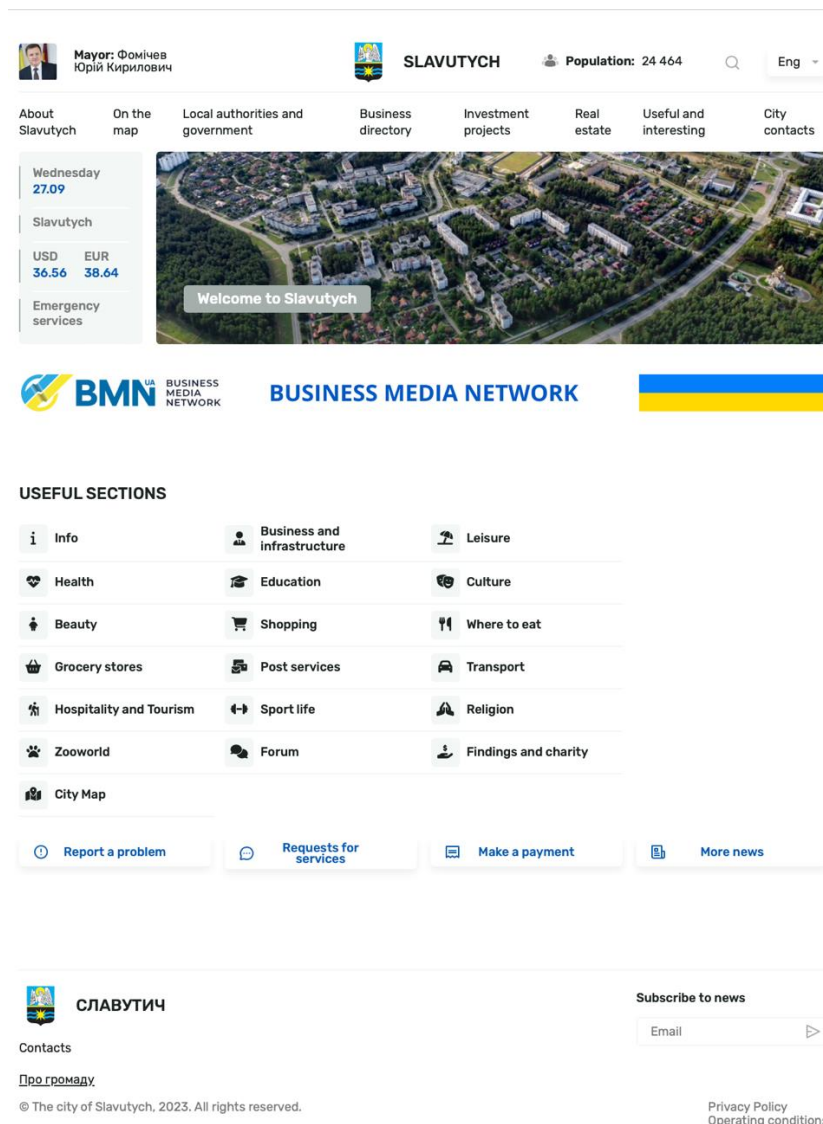 Mayor: Фомічев
Юрій Кирилович
SLAVUTYCH
Population: 24 464
Eng
About
Slavutych
On the
map
Local authorities and
government
Business
directory
Investment
projects
Real
estate
Useful and
interesting
City
contacts
Wednesday
27.09
Slavutych
USD EUR
36.56 38.64
Emergency
services
Welcome to Slavutych
BMN UA
BUSINESS
MEDIA
NETWORK
BUSINESS MEDIA NETWORK
USEFUL SECTIONS
Info
Business and
infrastructure
Leisure
Health
Education
Culture
Beauty
Shopping
Where to eat
Grocery stores
Post services
Transport
Hospitality and Tourism
Sport life
Religion
Zooworld
Forum
Findings and charity
City Map
Report a problem
Requests for
services
Make a payment
More news
СЛАВУТИЧ
Subscribe to news
Email
Contacts
Про громаду
© The city of Slavutych, 2023. All rights reserved.
Privacy Policy
Operating conditions